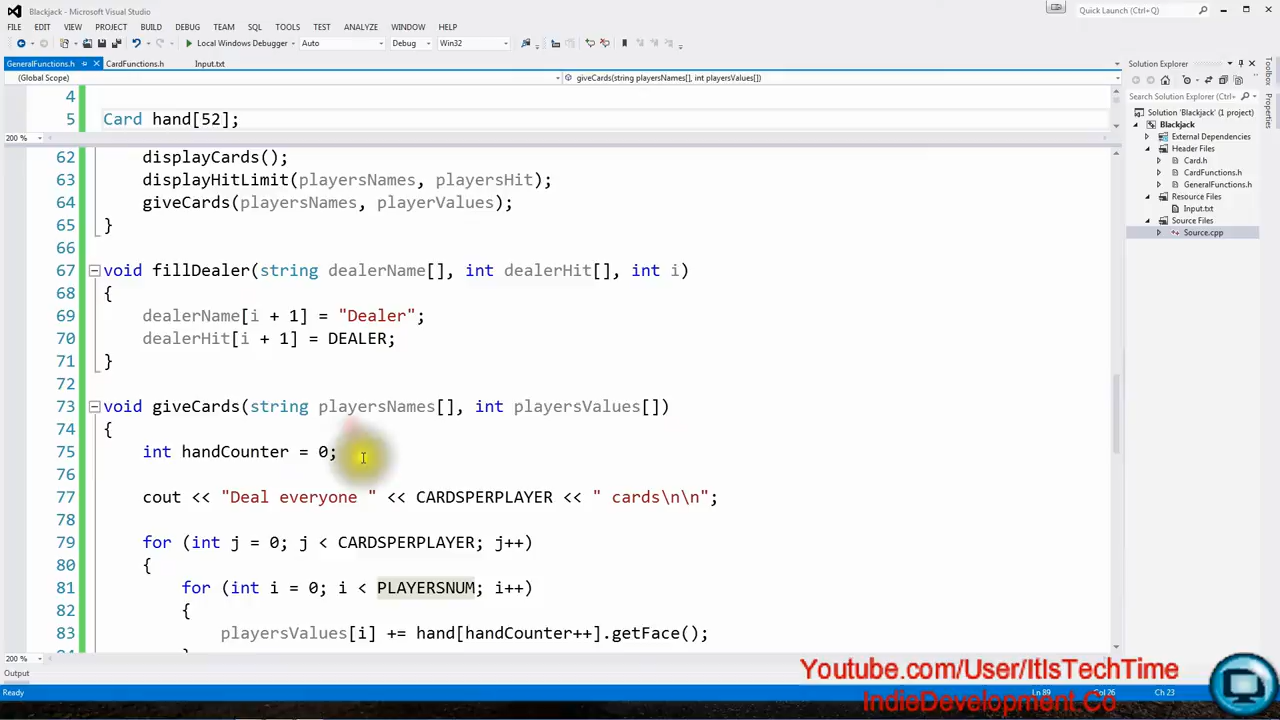 Blackjack - Microsoft Visual Studio
Quick Launch (Ctrl+Q)
FILE EDIT VIEW PROJECT BUILD DEBUG TEAM SQL TOOLS TEST ANALYZE WINDOW HELP
Local Windows Debugger Auto Debug Win32
GeneralFunctions.h CardFunctions.h Input.txt
(Global Scope) giveCards(string playersNames[], int playersValues[])
4
5 Card hand[52];
200 %
62 displayCards();
63 displayHitLimit(playersNames, playersHit);
64 giveCards(playersNames, playerValues);
65 }
66
67 void fillDealer(string dealerName[], int dealerHit[], int i)
68 {
69 dealerName[i + 1] = "Dealer";
70 dealerHit[i + 1] = DEALER;
71 }
72
73 void giveCards(string playersNames[], int playersValues[])
74 {
75 int handCounter = 0;
76
77 cout << "Deal everyone " << CARDSPERPLAYER << " cards\n\n";
78
79 for (int j = 0; j < CARDSPERPLAYER; j++)
80 {
81 for (int i = 0; i < PLAYERSNUM; i++)
82 {
83 playersValues[i] += hand[handCounter++].getFace();
200 %
Output
Ready Ln 89 Col 26 Ch 23
Solution Explorer
Search Solution Explorer (Ctrl+
Solution 'Blackjack' (1 project)
Blackjack
External Dependencies
Header Files
Card.h
CardFunctions.h
GeneralFunctions.h
Resource Files
Input.txt
Source Files
Source.cpp
Toolbox
Properties
Youtube.com/User/ItIsTechTime
IndieDevelopment.Co